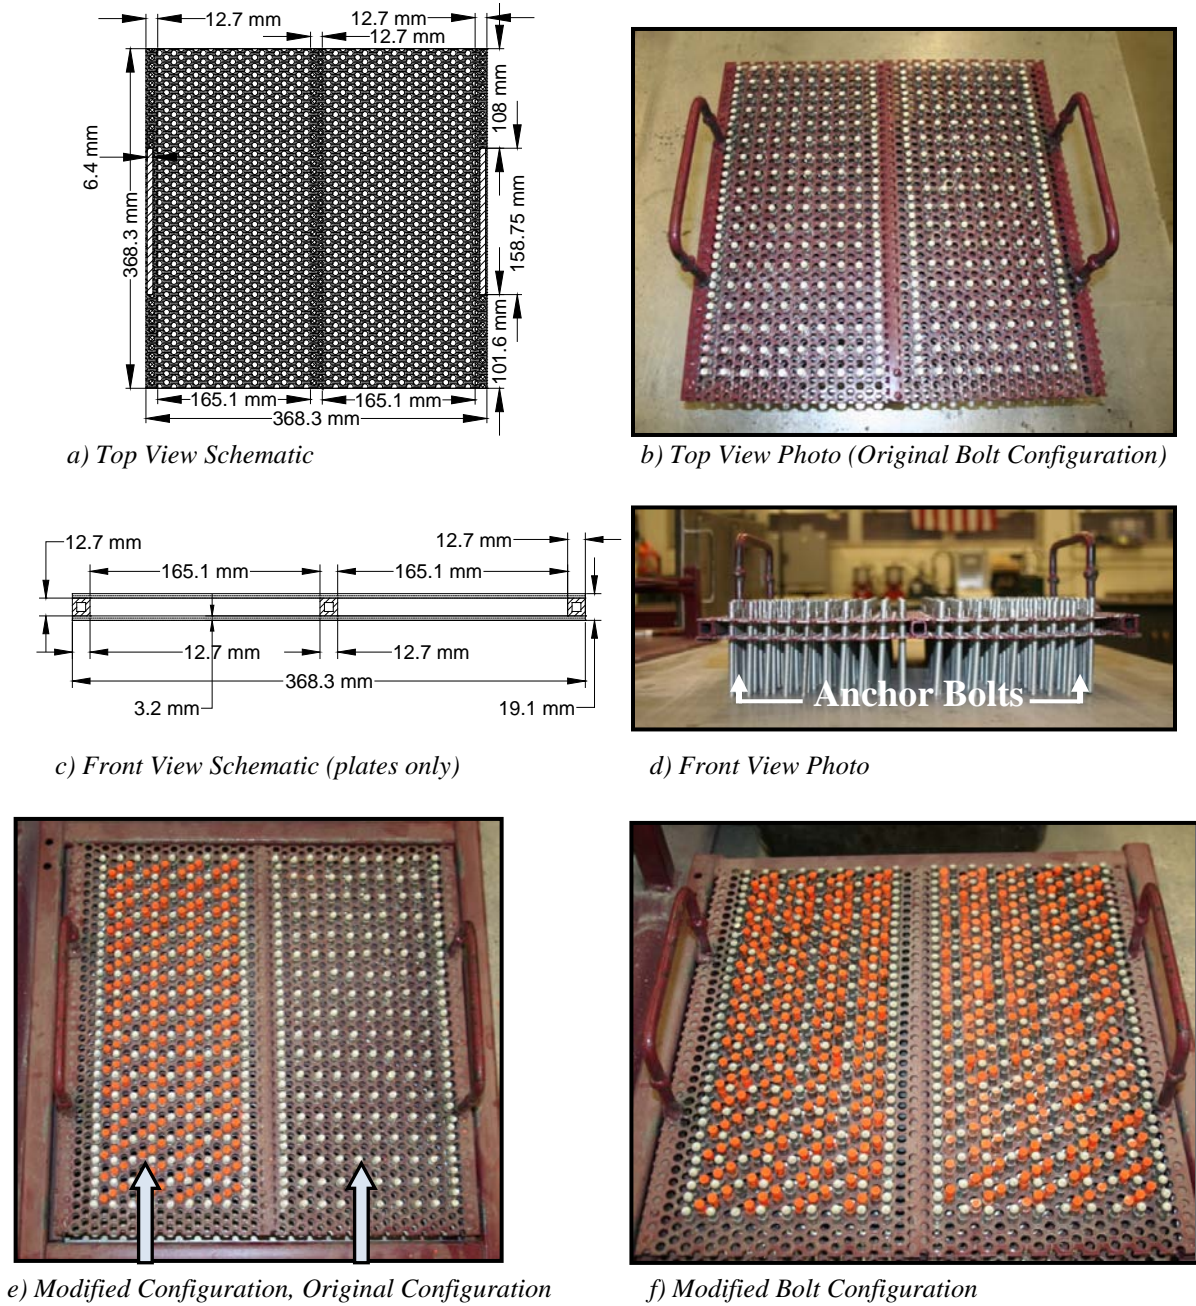 12.7 mm
12.7 mm
12.7 mm
108 mm
6.4 mm
368.3 mm
158.75 mm
101.6 mm
165.1 mm
165.1 mm
368.3 mm
a) Top View Schematic
b) Top View Photo (Original Bolt Configuration)
12.7 mm
12.7 mm
165.1 mm
165.1 mm
12.7 mm
12.7 mm
368.3 mm
3.2 mm
19.1 mm
Anchor Bolts
c) Front View Schematic (plates only)
d) Front View Photo
e) Modified Configuration, Original Configuration
f) Modified Bolt Configuration